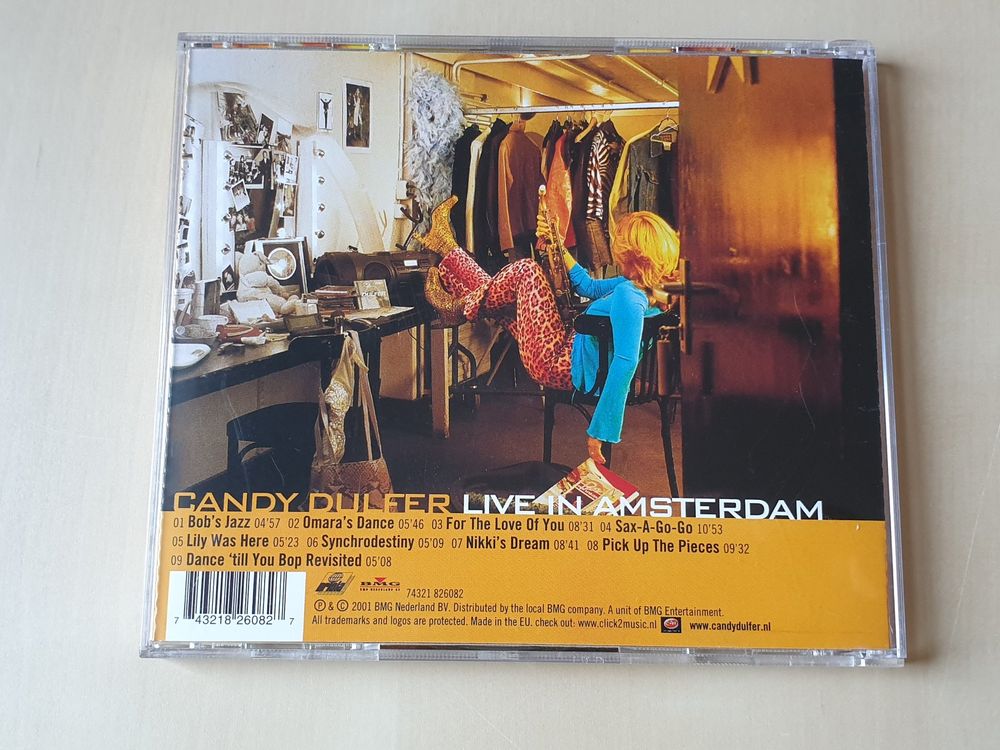 CANDY DULFER LIVE IN AMSTERDAM
01 Bob's Jazz 04'57 02 Omara's Dance 05'46 03 For The Love Of You 08'31 04 Sax-A-Go-Go 10'53
05 Lily Was Here 05'23 06 Synchrodestiny 05'09 07 Nikki's Dream 08'41 08 Pick Up The Pieces 09'32
09 Dance 'till You Bop Revisited 05'08
BMG
74321 826082
℗ & © 2001 BMG Nederland BV. Distributed by the local BMG company. A unit of BMG Entertainment.
All trademarks and logos are protected. Made in the EU. check out: www.click2music.nl www.candydulfer.nl
7 43218 26082 7